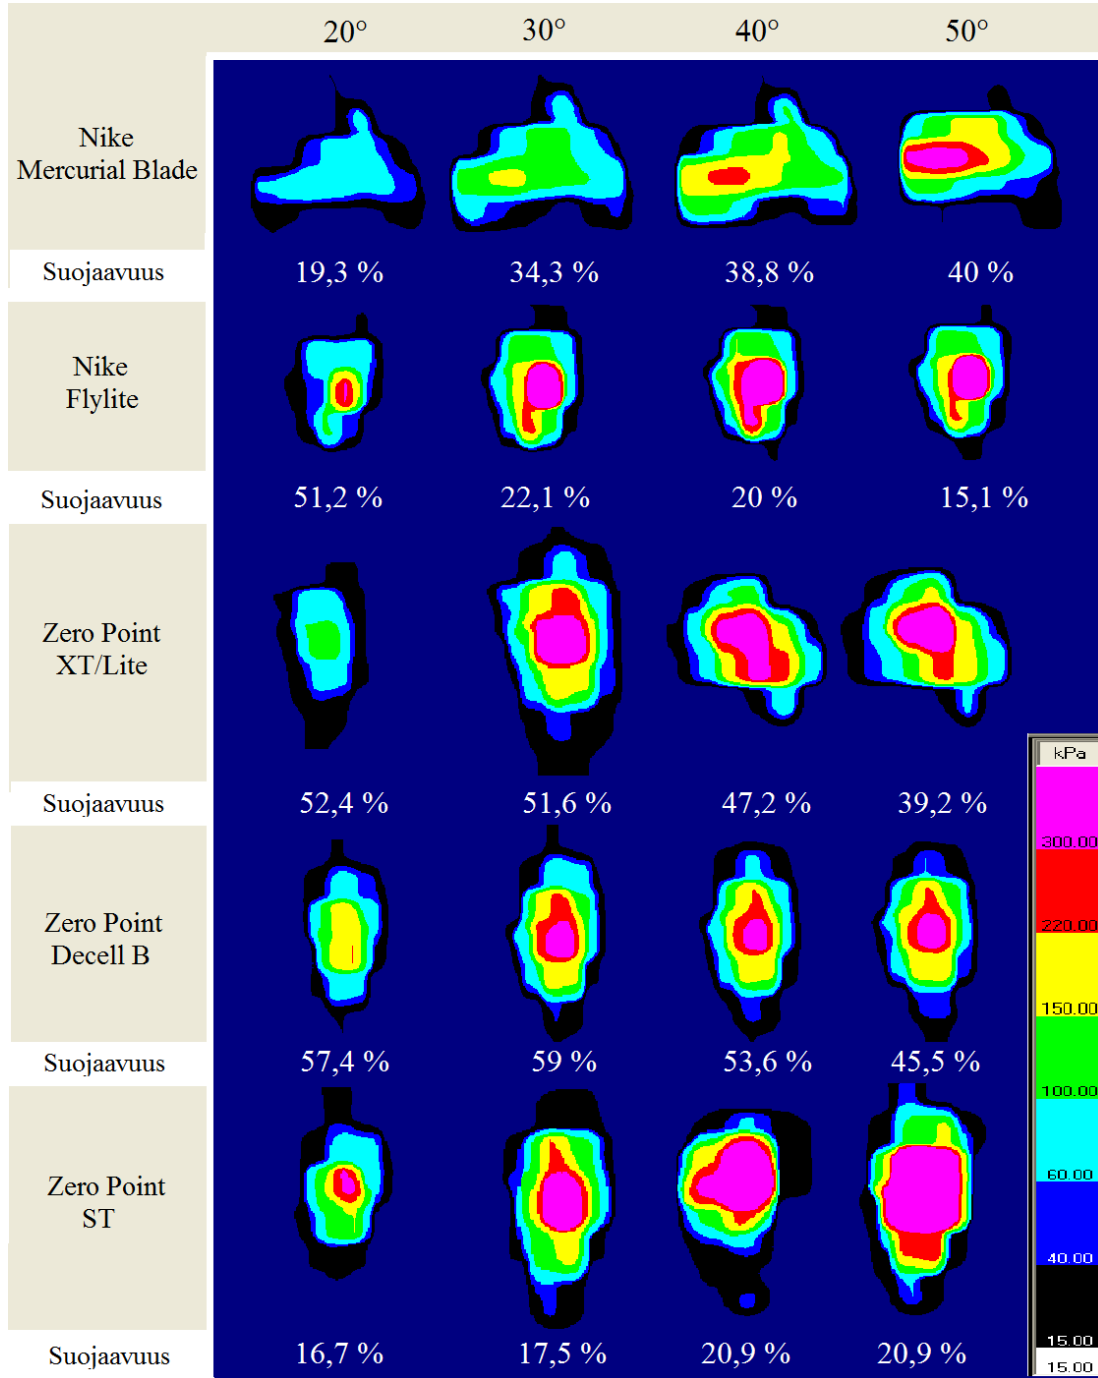 20° 30° 40° 50°
Nike
Mercurial Blade
Suojaavuus 19,3 % 34,3 % 38,8 % 40 %
Nike
Flylite
Suojaavuus 51,2 % 22,1 % 20 % 15,1 %
Zero Point
XT/Lite
Suojaavuus 52,4 % 51,6 % 47,2 % 39,2 %
Zero Point
Decell B
Suojaavuus 57,4 % 59 % 53,6 % 45,5 %
Zero Point
ST
Suojaavuus 16,7 % 17,5 % 20,9 % 20,9 %
kPa
300.00
220.00
150.00
100.00
60.00
40.00
15.00
15.00